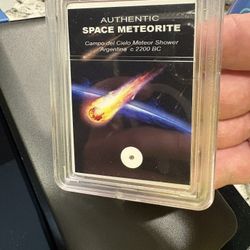 AUTHENTIC
SPACE METEORITE
Campo del Cielo Meteor Shower
Argentina c 2200 BC